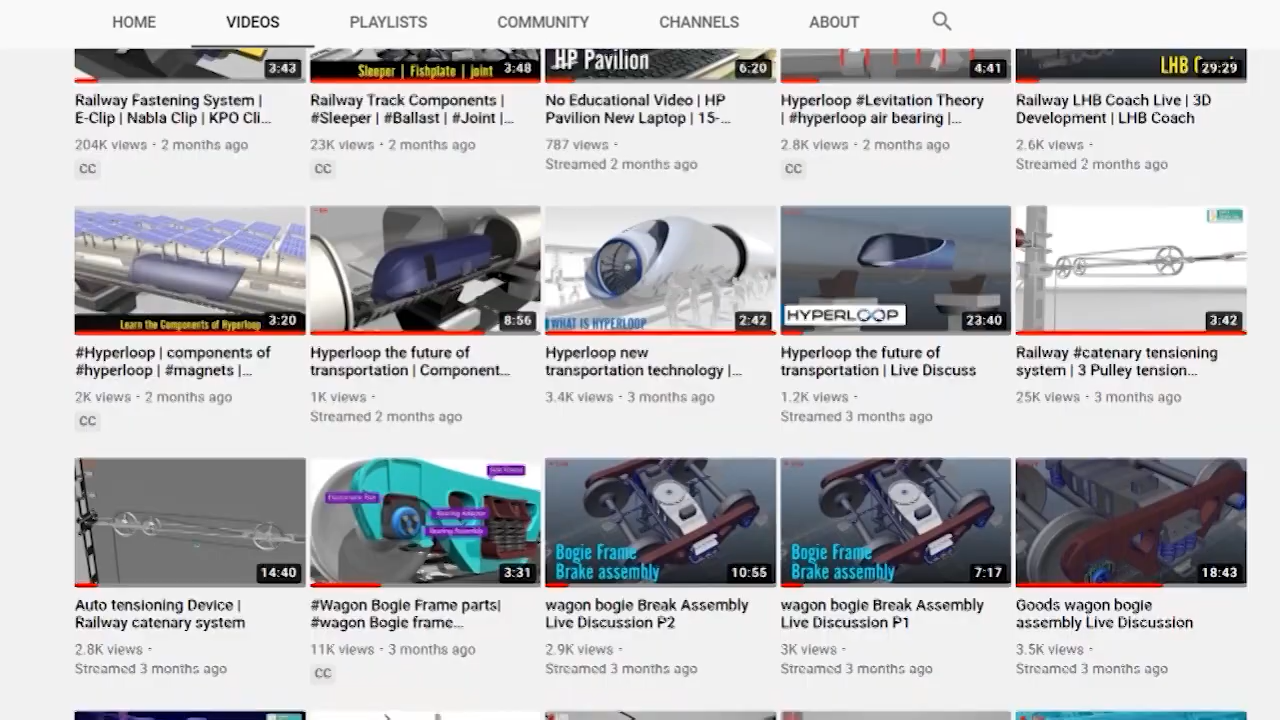 HOME VIDEOS PLAYLISTS COMMUNITY CHANNELS ABOUT
3:43
Sleeper | Fishplate | joint 3:48
HP Pavilion 6:20
4:41
LHB 29:29
Railway Fastening System |
E-Clip | Nabla Clip | KPO Cli...
204K views · 2 months ago
CC
Railway Track Components |
#Sleeper | #Ballast | #Joint |...
23K views · 2 months ago
CC
No Educational Video | HP
Pavilion New Laptop | 15-...
787 views ·
Streamed 2 months ago
Hyperloop #Levitation Theory
| #hyperloop air bearing |...
2.8K views · 2 months ago
CC
Railway LHB Coach Live | 3D
Development | LHB Coach
2.6K views ·
Streamed 2 months ago
Learn the Components of Hyperloop 3:20
8:56
WHAT IS HYPERLOOP 2:42
HYPERLOOP 23:40
3:42
#Hyperloop | components of
#hyperloop | #magnets |...
2K views · 2 months ago
CC
Hyperloop the future of
transportation | Component...
1K views ·
Streamed 2 months ago
Hyperloop new
transportation technology |...
3.4K views · 3 months ago
Hyperloop the future of
transportation | Live Discuss
1.2K views ·
Streamed 3 months ago
Railway #catenary tensioning
system | 3 Pulley tension...
25K views · 3 months ago
14:40
Side Frame
Elastomeric Pad
Bearing Adapter
Bearing Assembly
3:31
Bogie Frame
Brake assembly 10:55
Bogie Frame
Brake assembly 7:17
18:43
Auto tensioning Device |
Railway catenary system
2.8K views ·
Streamed 3 months ago
#Wagon Bogie Frame parts|
#wagon Bogie frame...
11K views · 3 months ago
CC
wagon bogie Break Assembly
Live Discussion P2
2.9K views ·
Streamed 3 months ago
wagon bogie Break Assembly
Live Discussion P1
3K views ·
Streamed 3 months ago
Goods wagon bogie
assembly Live Discussion
3.5K views ·
Streamed 3 months ago